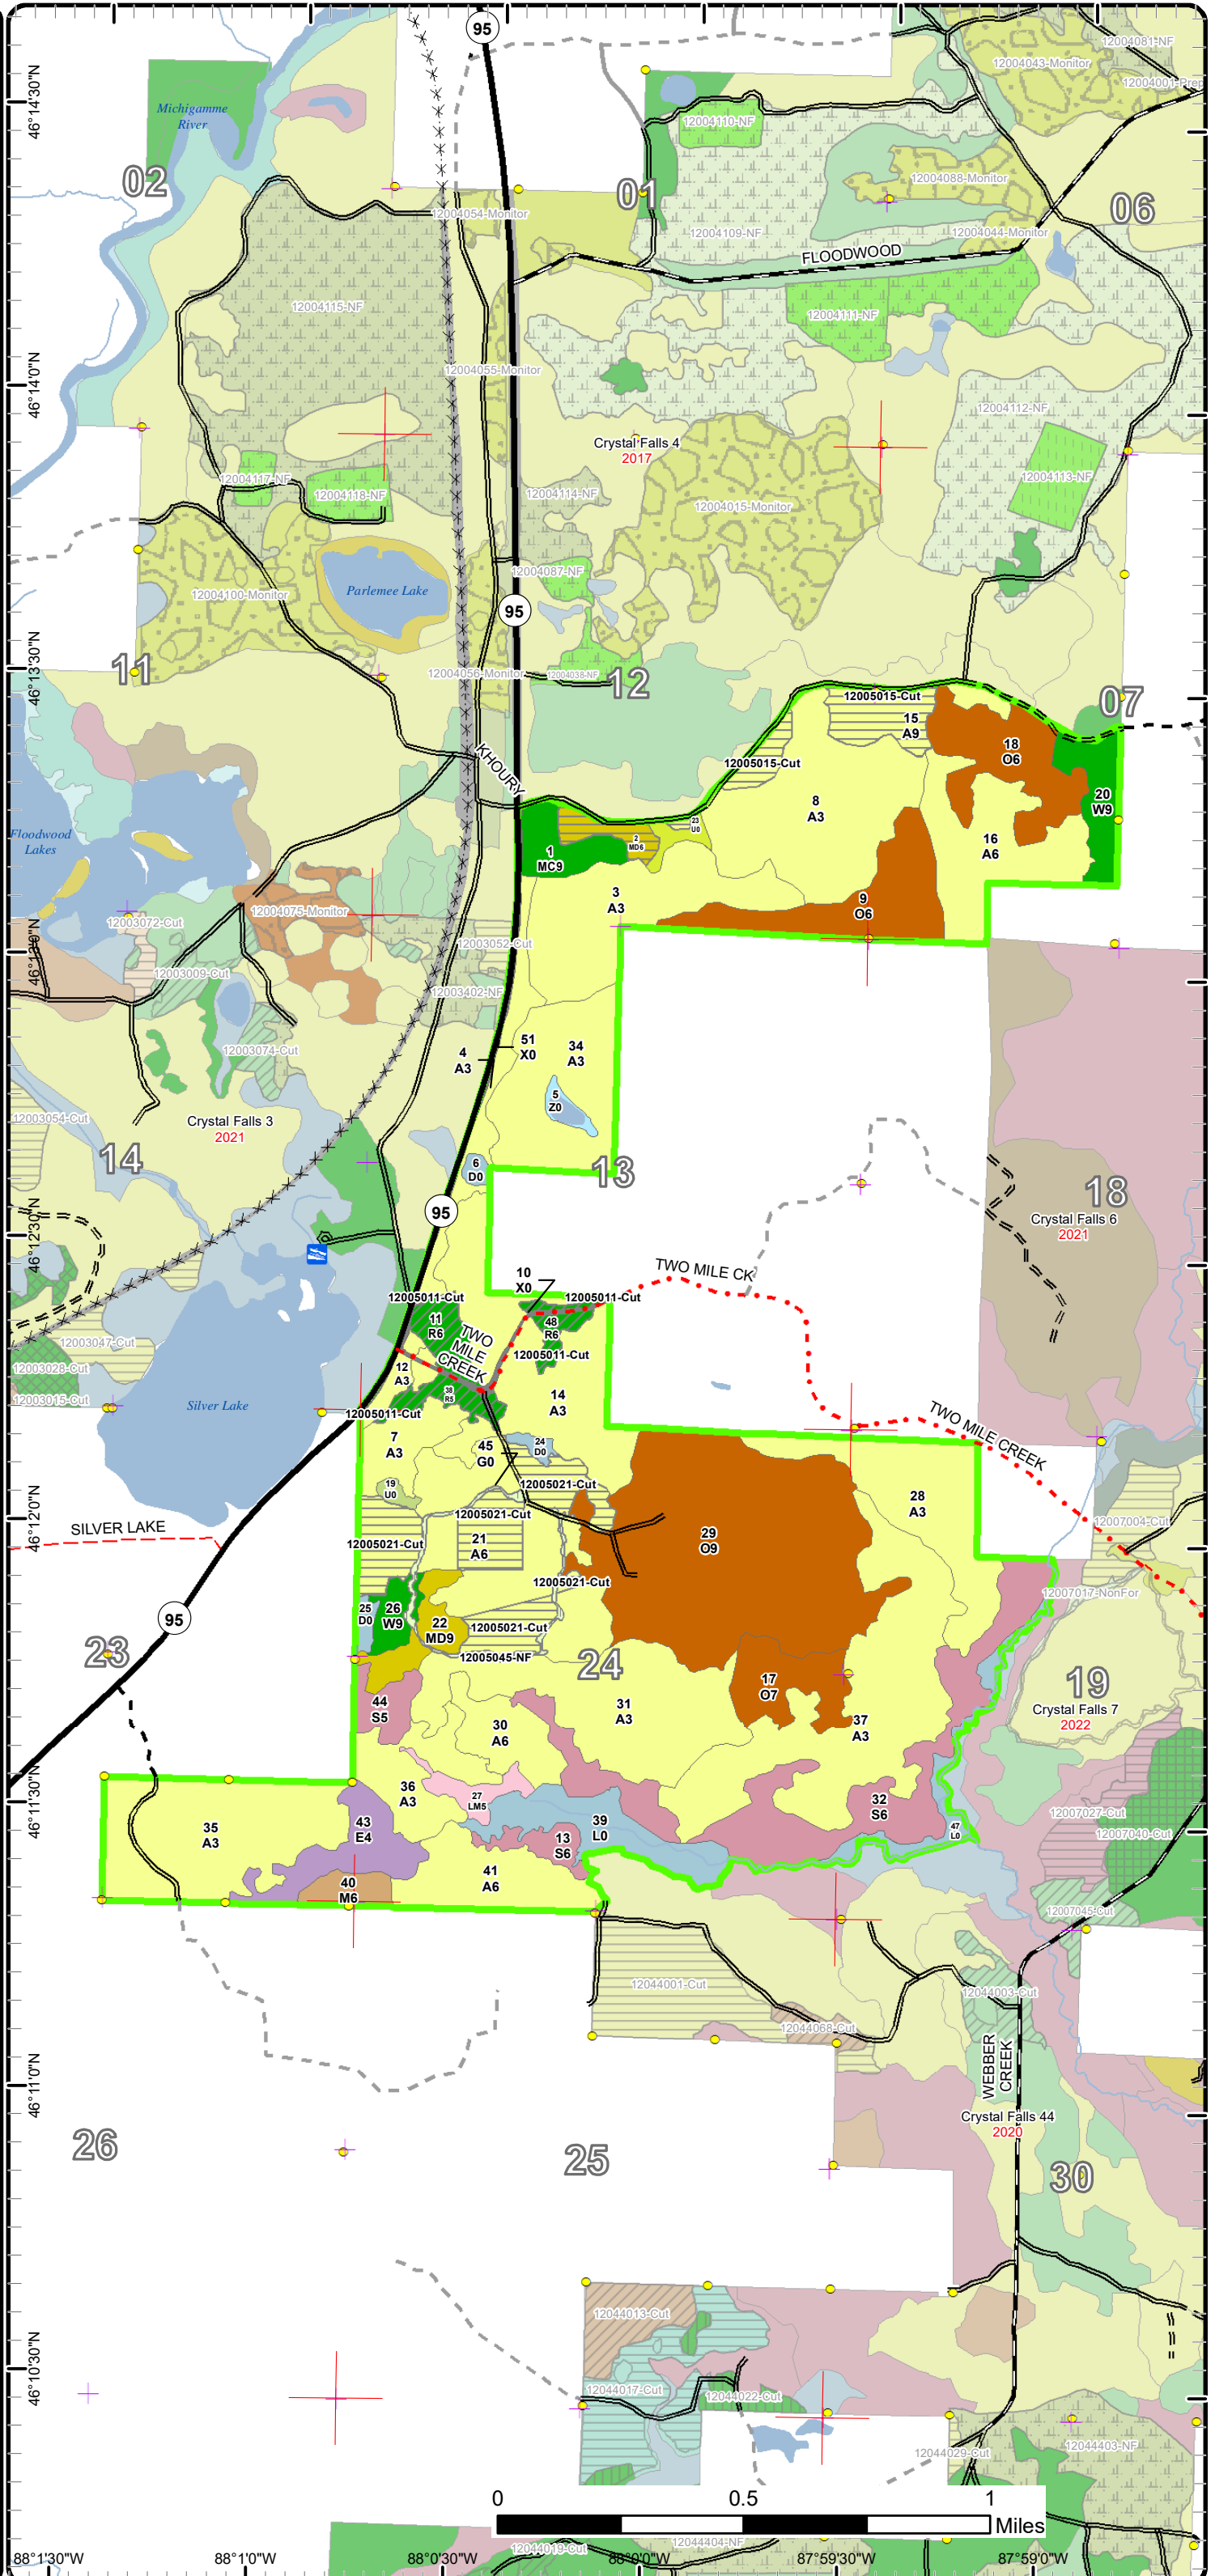 95
46°14'30"N
Michigamme
River
12004081-NF
12004043-Monitor
12004001-Prep
12004110-NF
02
01
06
12004088-Monitor
12004054-Monitor
12004109-NF
12004044-Monitor
FLOODWOOD
12004115-NF
12004111-NF
46°14'0"N
12004055-Monitor
12004112-NF
Crystal Falls 4
2017
12004117-NF
12004118-NF
12004114-NF
12004015-Monitor
12004113-NF
12004087-NF
Parlemee Lake
12004100-Monitor
95
46°13'30"N
11
12004056-Monitor
12004038-NF
12
07
12005015-Cut
15
A9
18
O6
KHOURY
12005015-Cut
8
A3
20
W9
Floodwood
Lakes
1
MC9
2
MD6
23
U0
16
A6
3
A3
9
O6
12004075-Monitor
12003072-Cut
46°13'0"N
12003052-Cut
12003009-Cut
12003402-NF
12003074-Cut
4
A3
51
X0
34
A3
5
Z0
12003054-Cut
Crystal Falls 3
2021
14
13
18
6
D0
95
Crystal Falls 6
2021
46°12'30"N
10
X0
TWO MILE CK
12005011-Cut
12005011-Cut
11
R6
48
R6
TWO
MILE
CREEK
12005011-Cut
12003047-Cut
12003028-Cut
12
A3
38
R5
14
A3
12003015-Cut
Silver Lake
12005011-Cut
TWO MILE CREEK
7
A3
45
G0
24
D0
19
U0
12005021-Cut
28
A3
46°12'0"N
12005021-Cut
12007004-Cut
SILVER LAKE
12005021-Cut
21
A6
29
O9
12005021-Cut
12007017-NonFor
95
25
D0
26
W9
22
MD9
12005021-Cut
12005045-NF
23
24
19
17
O7
44
S5
31
A3
37
A3
Crystal Falls 7
2022
30
A6
46°11'30"N
36
A3
27
LM5
32
S6
12007027-Cut
35
A3
43
E4
39
L0
47
L0
12007040-Cut
13
S6
41
A6
40
M6
12007045-Cut
12044001-Cut
12044003-Cut
12044068-Cut
46°11'0"N
WEBBER
CREEK
Crystal Falls 44
2020
26
25
30
12044013-Cut
46°10'30"N
12044017-Cut
12044022-Cut
12044403-NF
12044029-Cut
0
0.5
1
Miles
12044019-Cut
12044404-NF
88°1'30"W
88°1'0"W
88°0'30"W
88°0'0"W
87°59'30"W
87°59'0"W